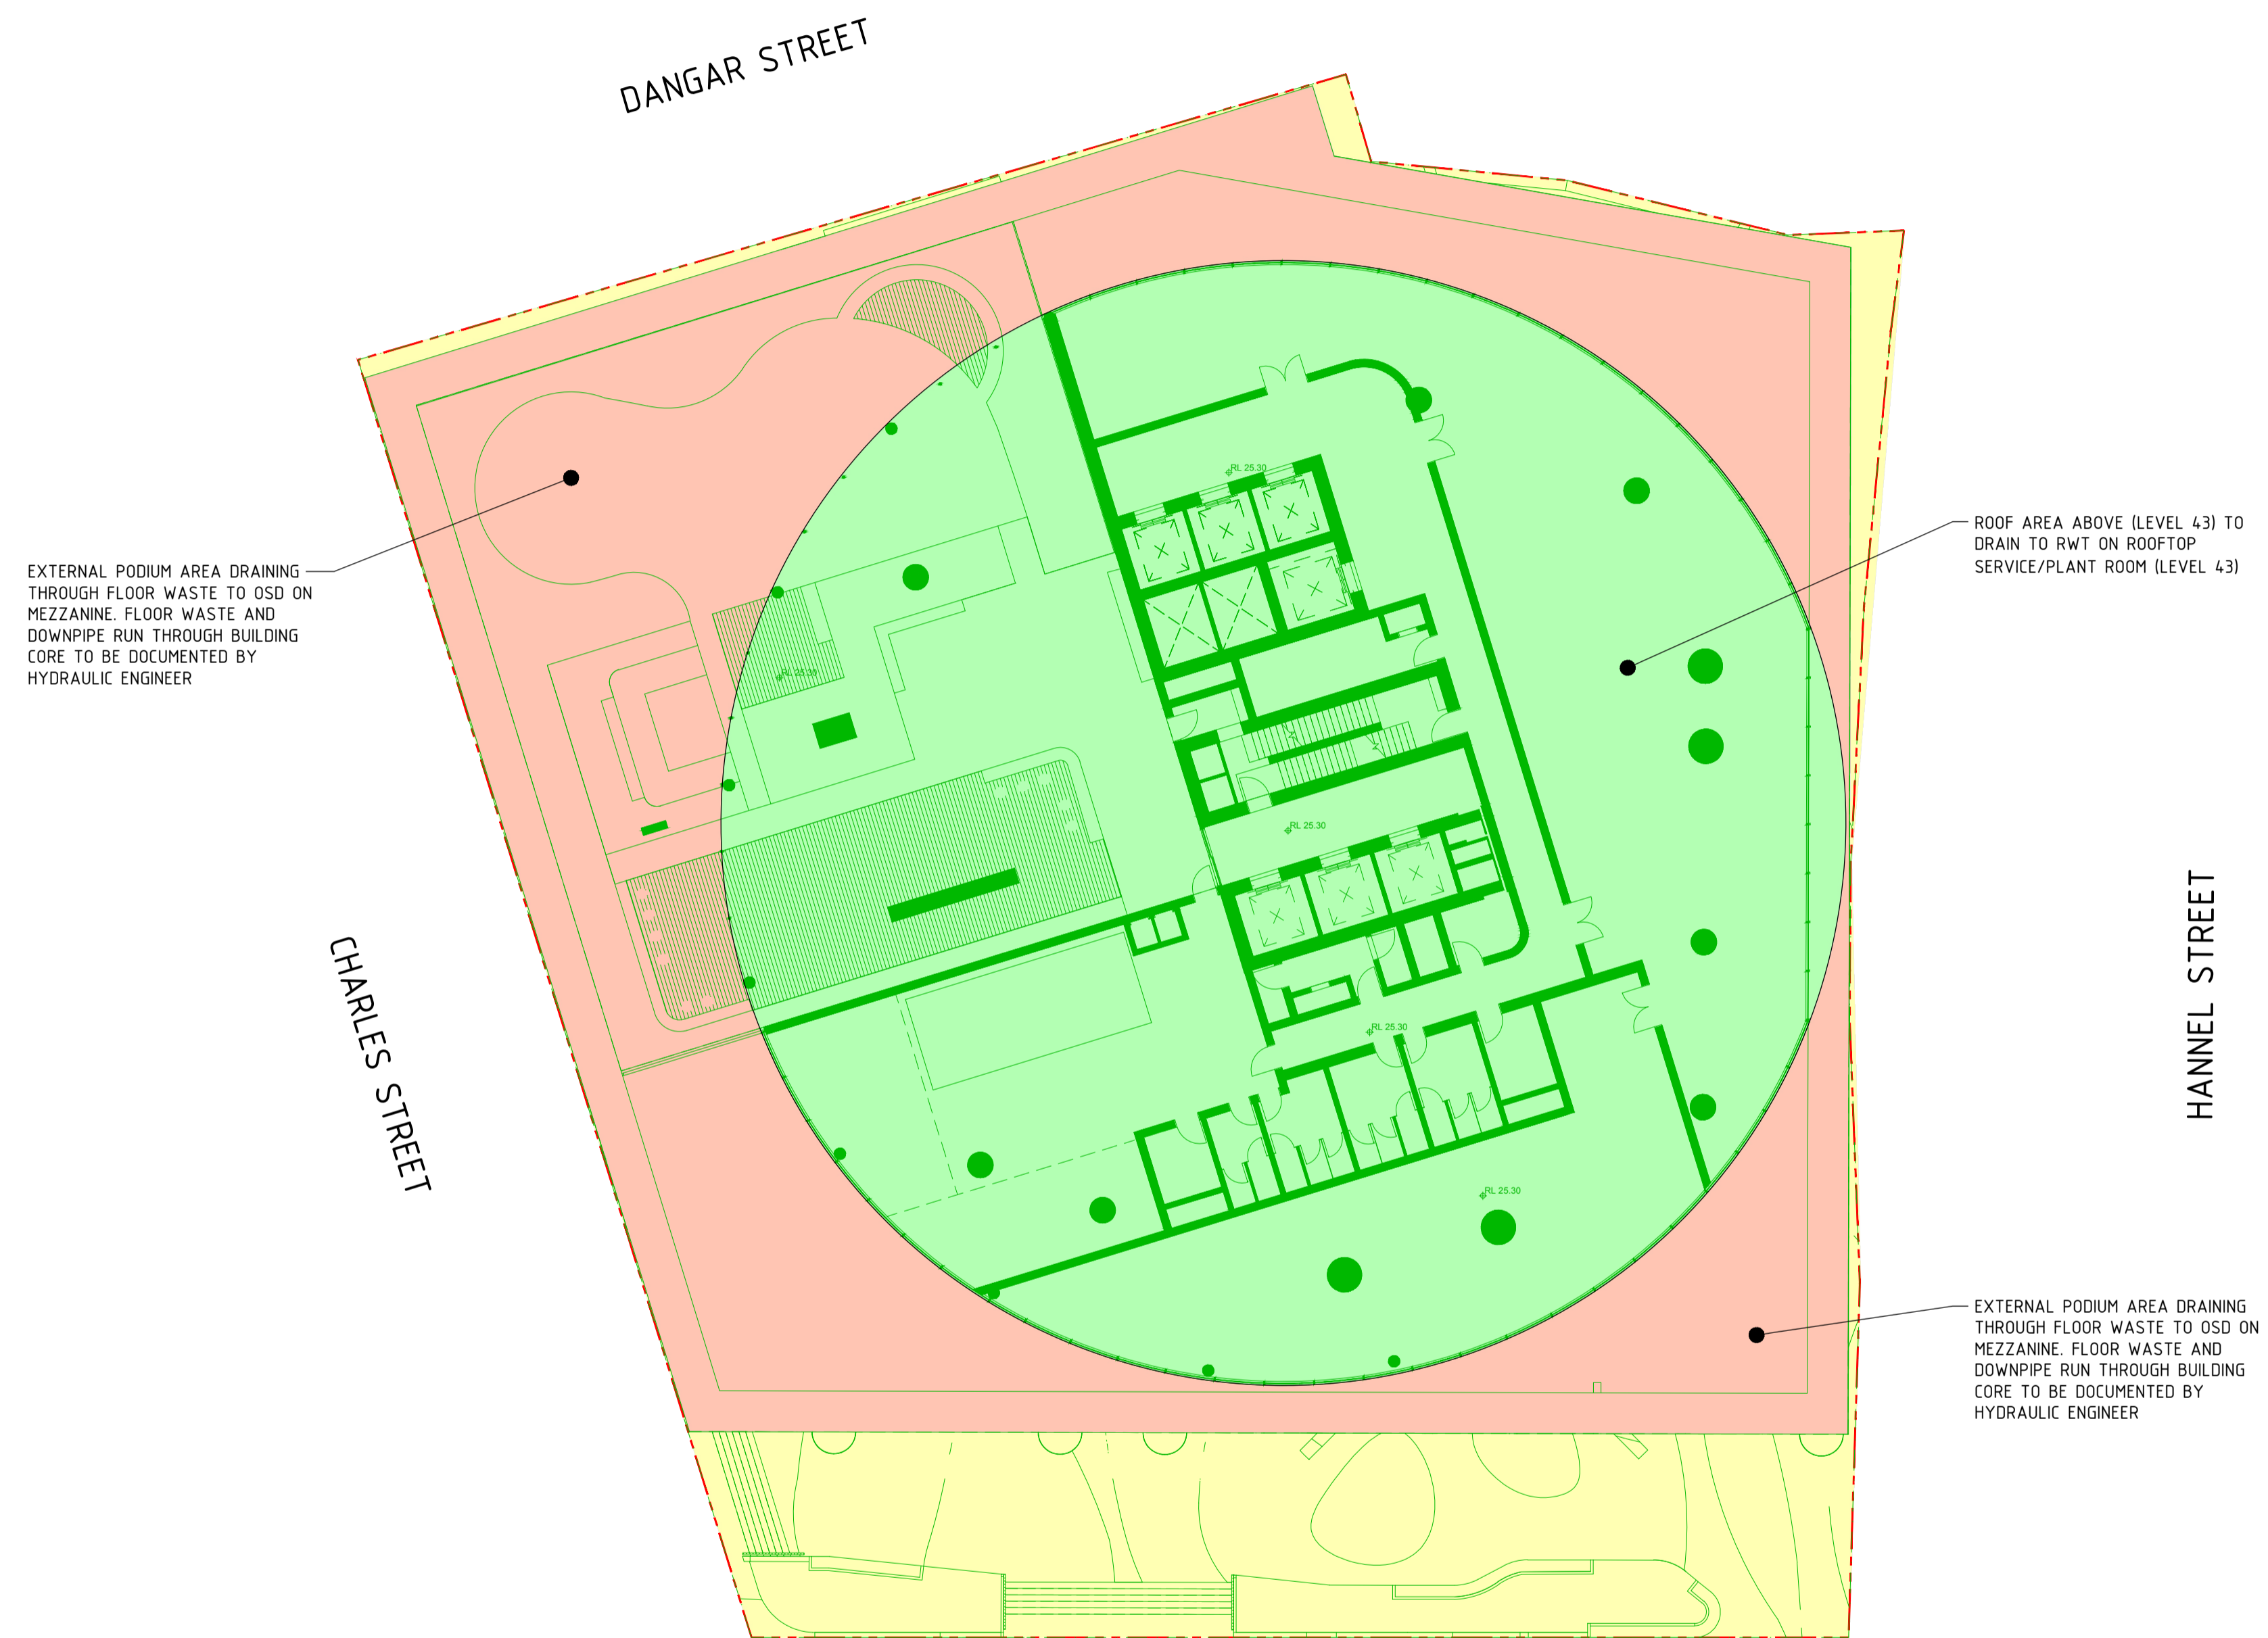 DANGAR STREET
EXTERNAL PODIUM AREA DRAINING
THROUGH FLOOR WASTE TO OSD ON
MEZZANINE. FLOOR WASTE AND
DOWNPIPE RUN THROUGH BUILDING
CORE TO BE DOCUMENTED BY
HYDRAULIC ENGINEER
RL 25.30
ROOF AREA ABOVE (LEVEL 43) TO
DRAIN TO RWT ON ROOFTOP
SERVICE/PLANT ROOM (LEVEL 43)
RL 25.30
RL 25.30
CHARLES STREET
HANNEL STREET
RL 25.30
RL 25.30
EXTERNAL PODIUM AREA DRAINING
THROUGH FLOOR WASTE TO OSD ON
MEZZANINE. FLOOR WASTE AND
DOWNPIPE RUN THROUGH BUILDING
CORE TO BE DOCUMENTED BY
HYDRAULIC ENGINEER